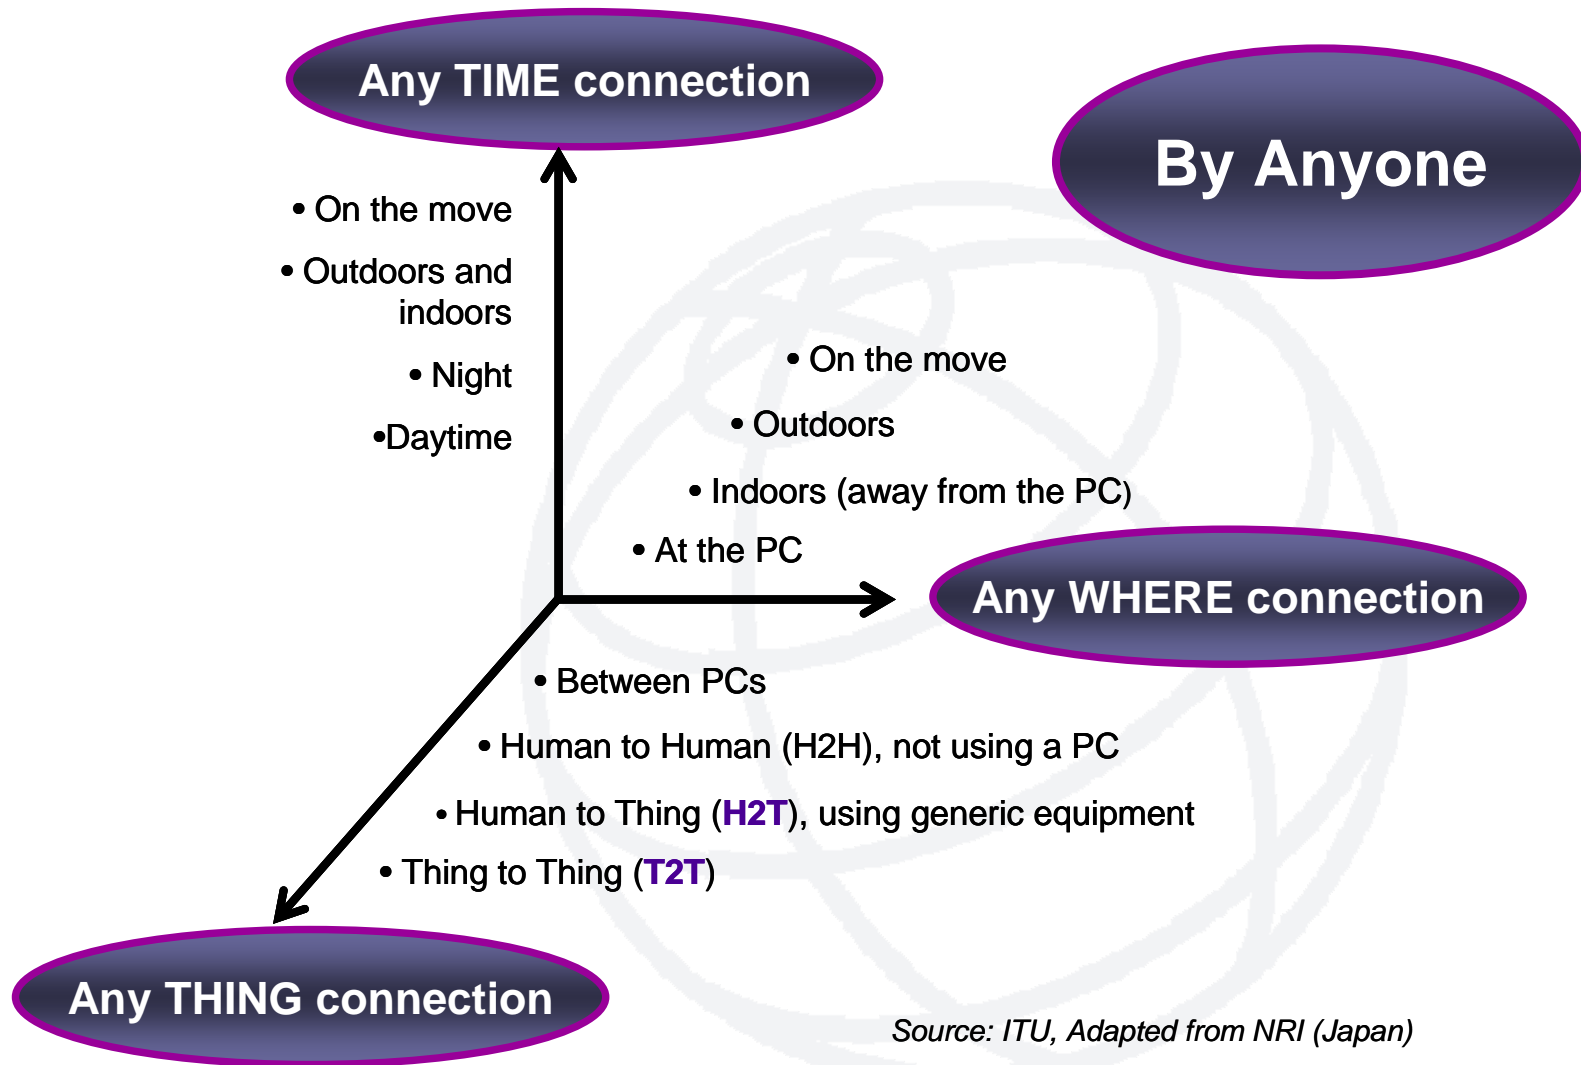 Any TIME connection
By Anyone
• On the move
• Outdoors and
indoors
• Night
•Daytime
• On the move
• Outdoors
• Indoors (away from the PC)
• At the PC
Any WHERE connection
• Between PCs
• Human to Human (H2H), not using a PC
• Human to Thing (H2T), using generic equipment
• Thing to Thing (T2T)
Any THING connection
Source: ITU, Adapted from NRI (Japan)